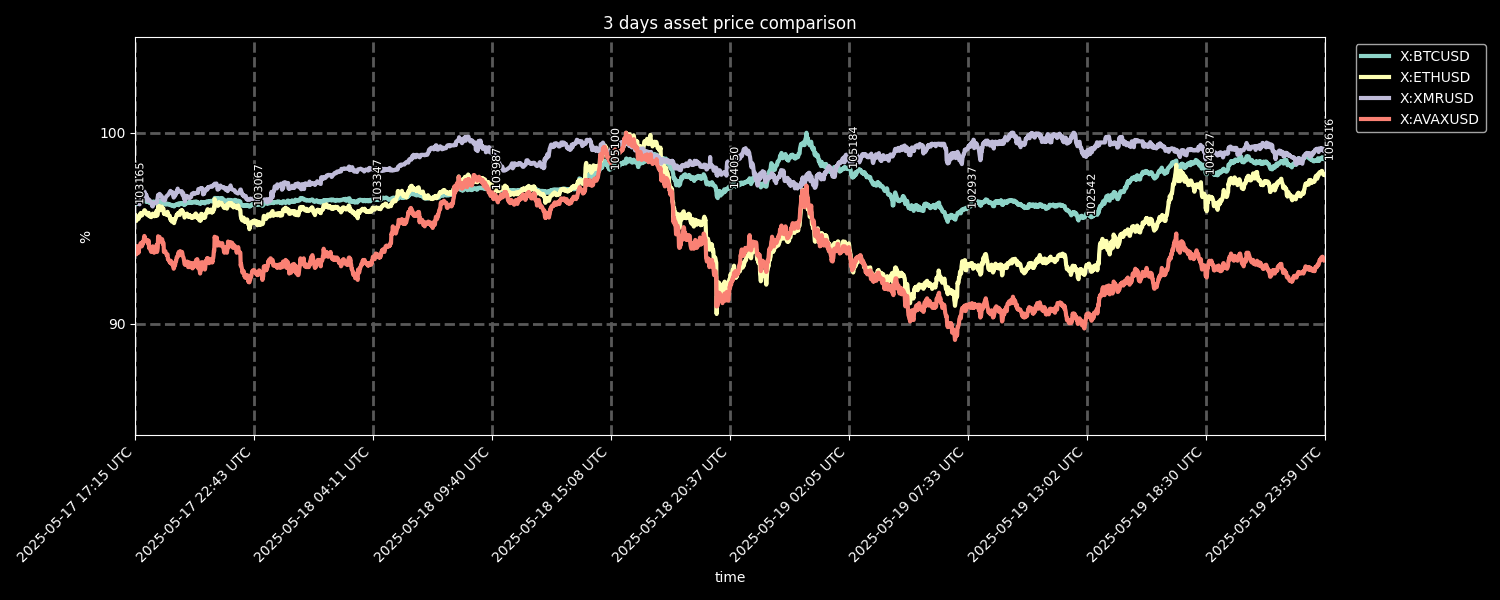 3 days asset price comparison
X:BTCUSD
X:ETHUSD
X:XMRUSD
X:AVAXUSD
100
90
%
103165
103067
103347
103987
105100
104050
105184
102937
102542
104827
105616
2025-05-17 17:15 UTC
2025-05-17 22:43 UTC
2025-05-18 04:11 UTC
2025-05-18 09:40 UTC
2025-05-18 15:08 UTC
2025-05-18 20:37 UTC
2025-05-19 02:05 UTC
2025-05-19 07:33 UTC
2025-05-19 13:02 UTC
2025-05-19 18:30 UTC
2025-05-19 23:59 UTC
time